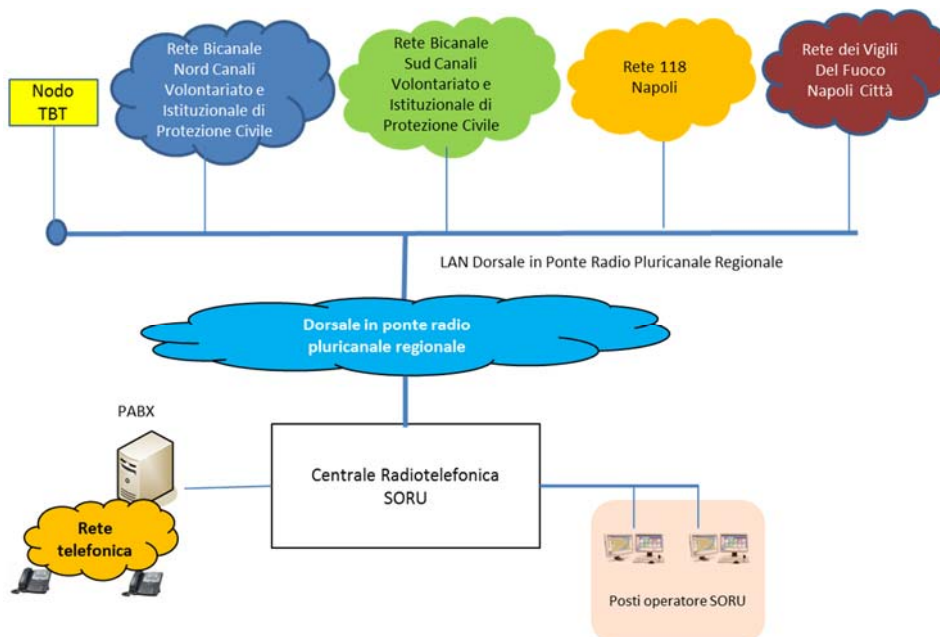 Nodo
TBT
Rete Bicanale
Nord Canali
Volontariato e
Istituzionale di
Protezione Civile
Rete Bicanale
Sud Canali
Volontariato e
Istituzionale di
Protezione Civile
Rete 118
Napoli
Rete dei Vigili
Del Fuoco
Napoli Città
LAN Dorsale in Ponte Radio Pluricanale Regionale
Dorsale in ponte radio
pluricanale regionale
PABX
Centrale Radiotelefonica
SORU
Rete
telefonica
Posti operatore SORU